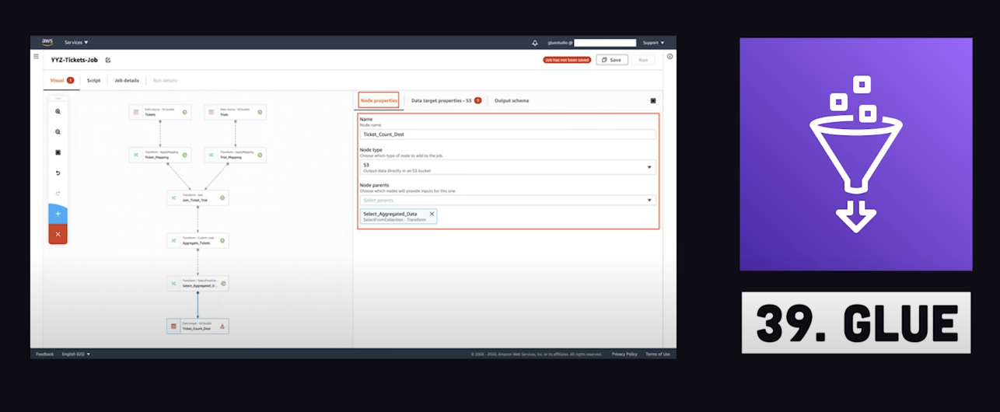 aws
Services
gluestudio @
Support
YYZ-Tickets-Job
Job has not been saved
Save
Run
Visual 1
Script
Job details
Run details
Node properties
Data target properties - S3
Output schema
Data source - S3 bucket
Tickets
Data source - S3 bucket
Trials
Transform - ApplyMapping
Ticket_Mapping
Transform - ApplyMapping
Trial_Mapping
Transform - Join
Join_Ticket_Trial
Transform - Custom code
Aggregate_Tickets
Transform - SelectFromColle...
Select_Aggregated_D...
Data target - S3 bucket
Ticket_Count_Dest
Name
Node name
Ticket_Count_Dest
Node type
Choose which type of node to add to the job.
S3
Output data directly in an S3 bucket
Node parents
Choose which nodes will provide inputs for this one.
Select parents
Select_Aggregated_Data
SelectFromCollection - Transform
Feedback
English (US)
© 2008 - 2020, Amazon Web Services, Inc. or its affiliates. All rights reserved.
Privacy Policy
Terms of Use
39. GLUE